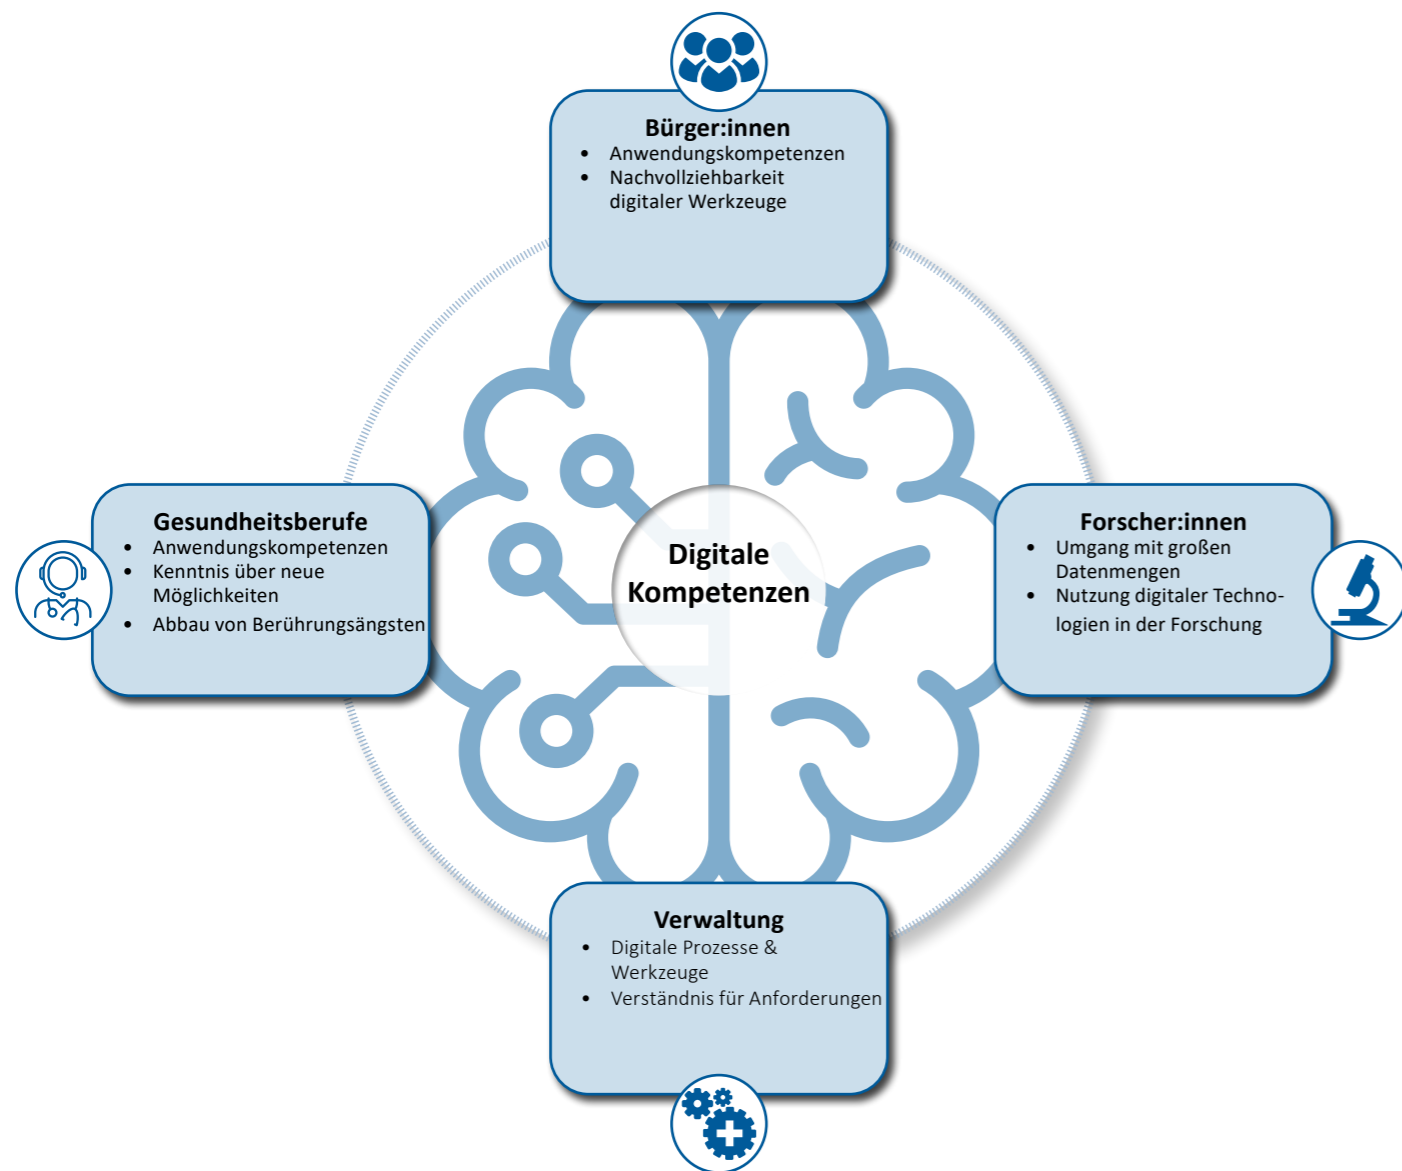 Bürger:innen
• Anwendungskompetenzen
• Nachvollziehbarkeit
digitaler Werkzeuge
Gesundheitsberufe
• Anwendungskompetenzen
• Kenntnis über neue
Möglichkeiten
• Abbau von Berührungsängsten
Digitale
Kompetenzen
Forscher:innen
• Umgang mit großen
Datenmengen
• Nutzung digitaler Techno-
logien in der Forschung
Verwaltung
• Digitale Prozesse &
Werkzeuge
• Verständnis für Anforderungen